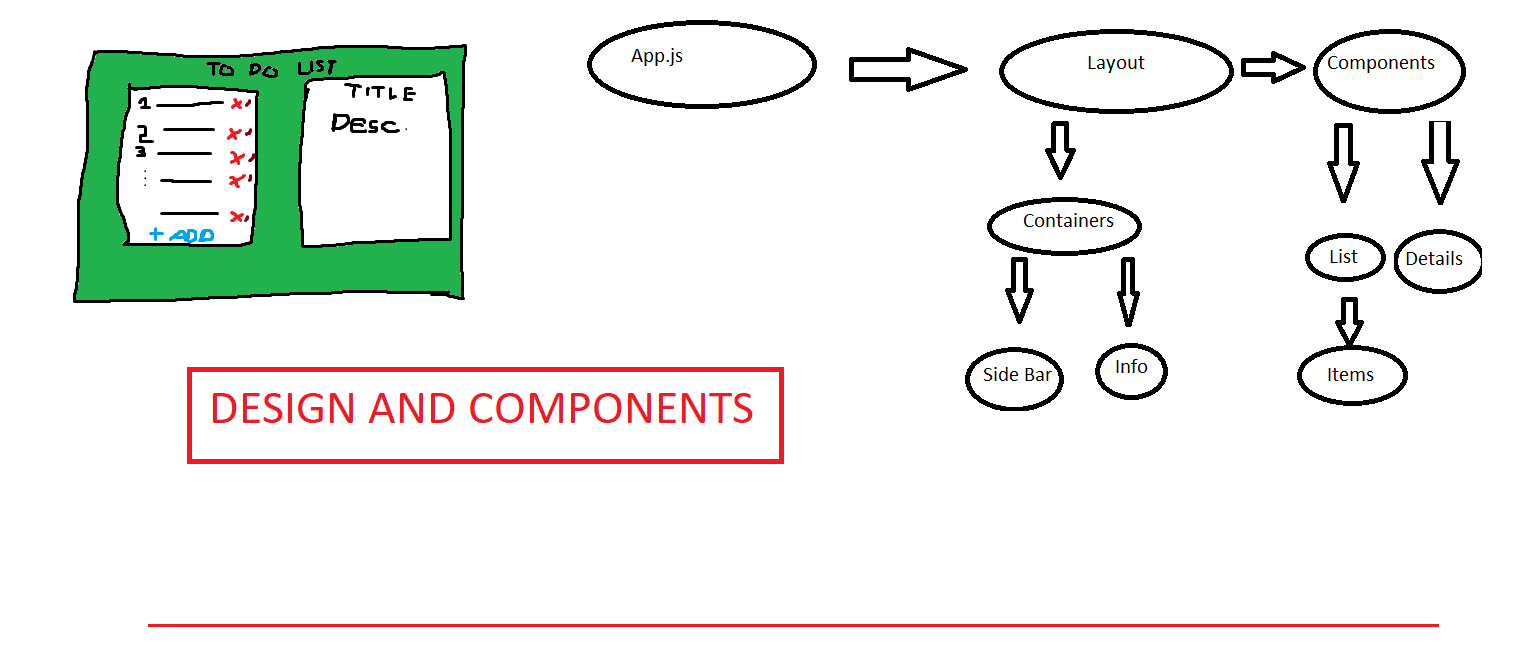 TO DO LIST
1 x,
2 x,
3 x,
x,
x,
+ ADD
TITLE
Desc.
App.js
Layout
Components
Containers
List
Details
Side Bar
Info
Items
DESIGN AND COMPONENTS